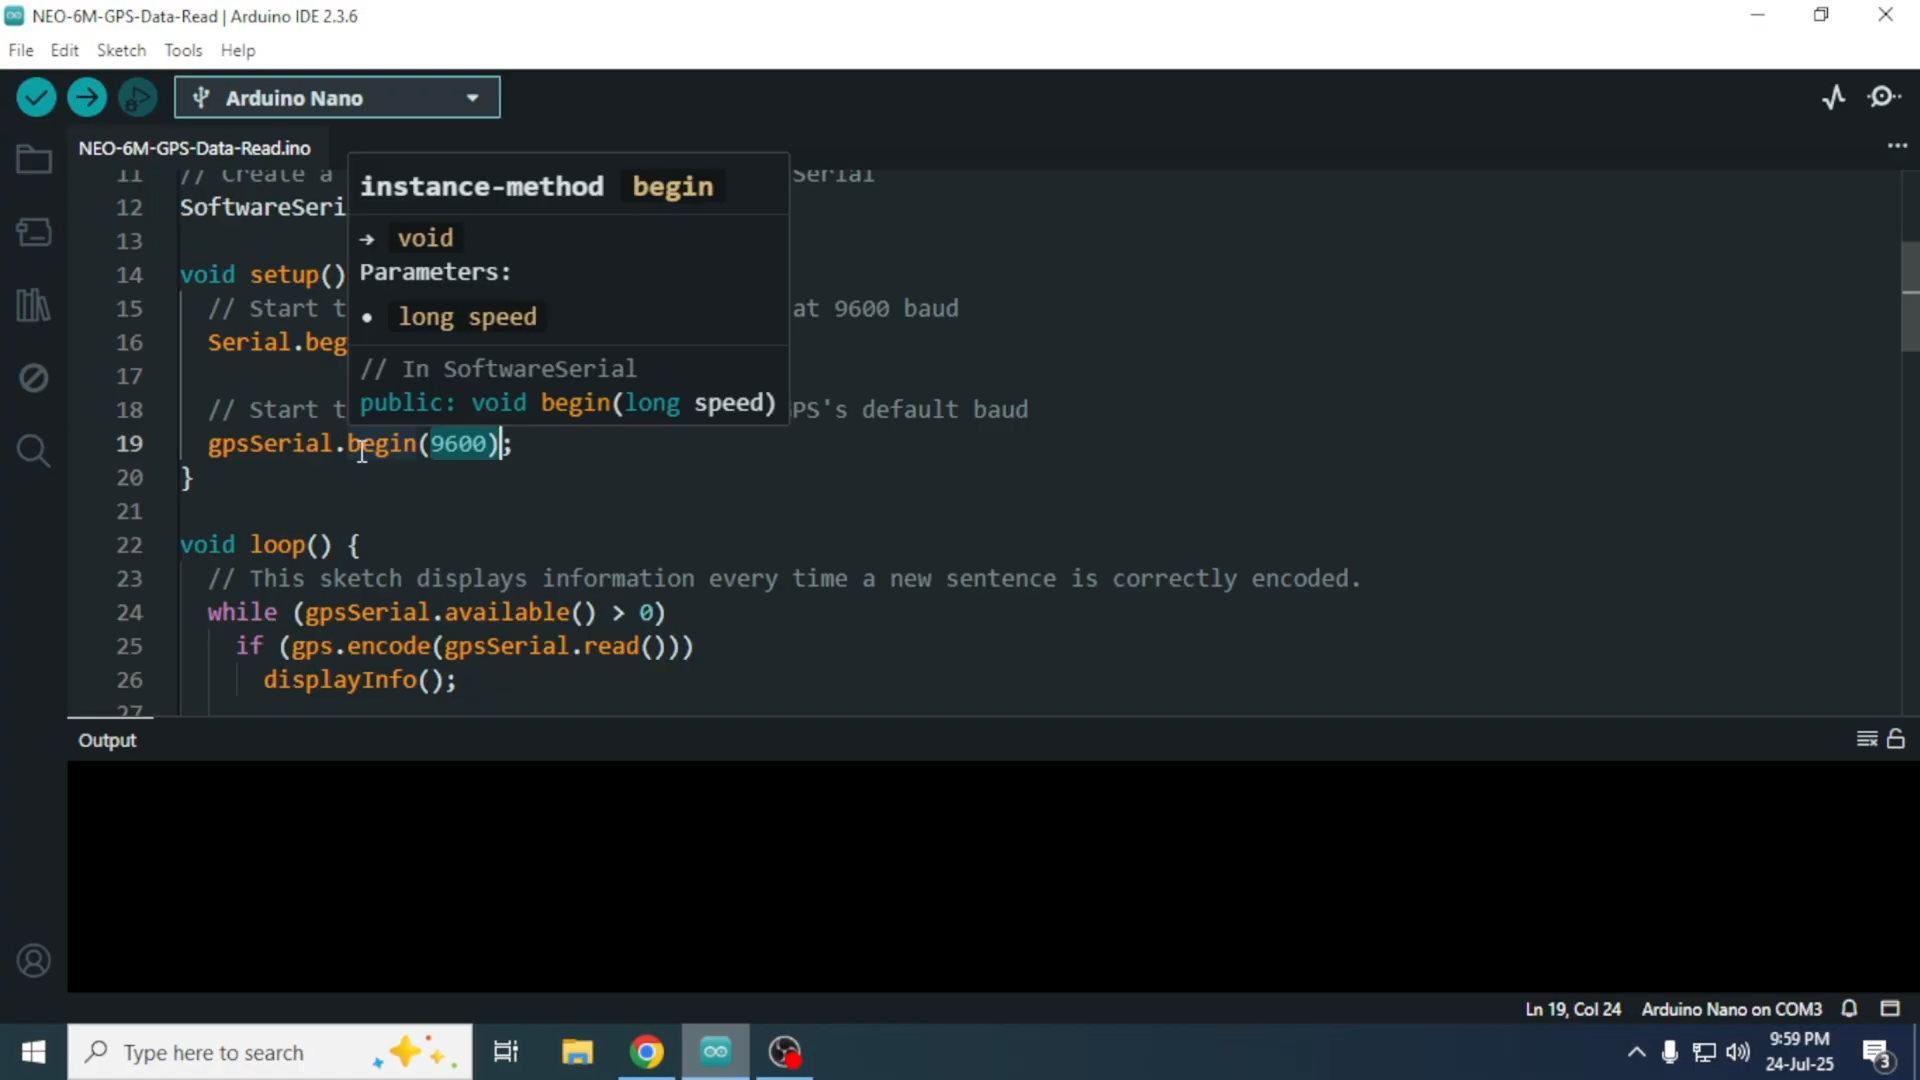 NEO-6M-GPS-Data-Read | Arduino IDE 2.3.6
File Edit Sketch Tools Help
Arduino Nano
NEO-6M-GPS-Data-Read.ino
11 // Create a Serial
12 SoftwareSeri
13
14 void setup()
15 // Start t at 9600 baud
16 Serial.beg
17
18 // Start t PS's default baud
19 gpsSerial.begin(9600);
20 }
21
22 void loop() {
23 // This sketch displays information every time a new sentence is correctly encoded.
24 while (gpsSerial.available() > 0)
25 if (gps.encode(gpsSerial.read()))
26 displayInfo();
27
instance-method begin
→ void
Parameters:
• long speed
// In SoftwareSerial
public: void begin(long speed)
Output
Ln 19, Col 24 Arduino Nano on COM3
Type here to search
9:59 PM
24-Jul-25
3